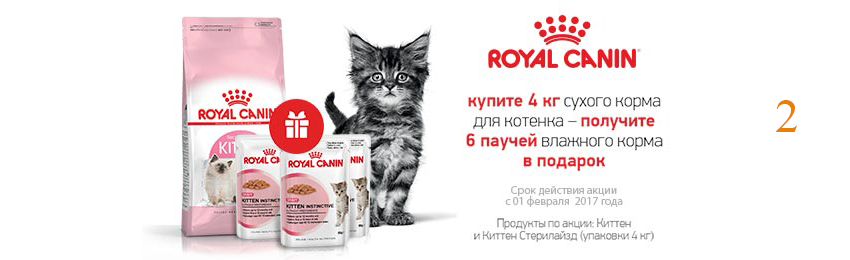 ROYAL CANIN
купите 4 кг сухого корма
для котенка – получите
6 паучей влажного корма
в подарок
Срок действия акции
с 01 февраля 2017 года
Продукты по акции: Киттен
и Киттен Стерилайзд (упаковки 4 кг)
2
ROYAL CANIN
KIT
ROYAL CANIN
KITTEN INSTINCTIVE
ROYAL CANIN
KITTEN INSTINCTIVE